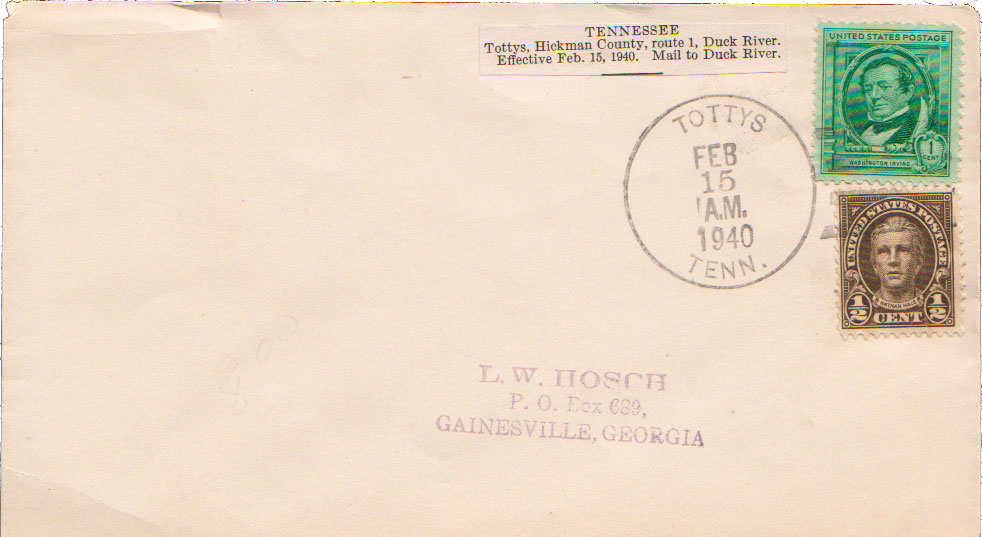 TENNESSEE
Tottys, Hickman County, route 1, Duck River.
Effective Feb. 15, 1940. Mail to Duck River.
UNITED STATES POSTAGE
1
CENT
WASHINGTON IRVING
TOTTYS
FEB
15
A.M.
1940
TENN.
UNITED STATES POSTAGE
NATHAN HALE
1/2 CENT 1/2
L. W. HOSCH
P. O. Box 689,
GAINESVILLE, GEORGIA